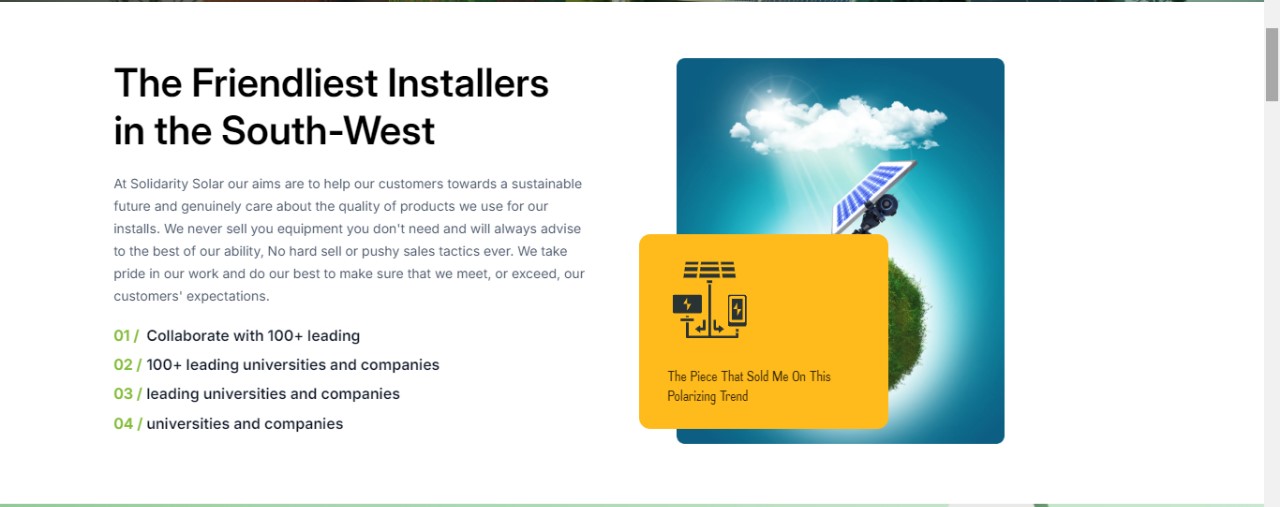 The Friendliest Installers
in the South-West
At Solidarity Solar our aims are to help our customers towards a sustainable
future and genuinely care about the quality of products we use for our
installs. We never sell you equipment you don't need and will always advise
to the best of our ability, No hard sell or pushy sales tactics ever. We take
pride in our work and do our best to make sure that we meet, or exceed, our
customers' expectations.
01 / Collaborate with 100+ leading
02 / 100+ leading universities and companies
03 / leading universities and companies
04 / universities and companies
The Piece That Sold Me On This
Polarizing Trend